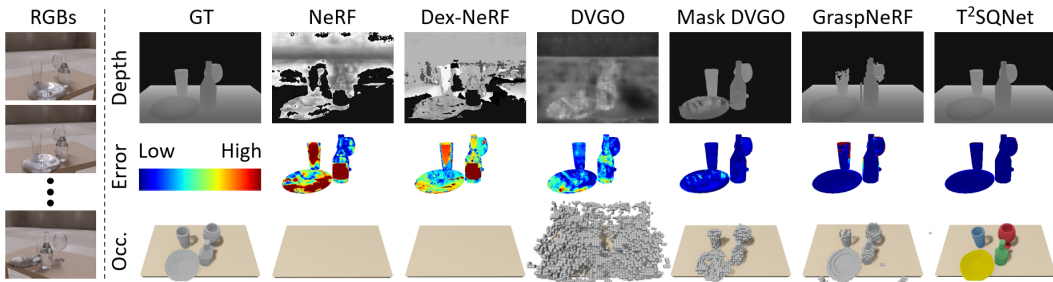 RGBs GT NeRF Dex-NeRF DVGO Mask DVGO GraspNeRF T²SQNet
Depth
Error
Low High
Occ.